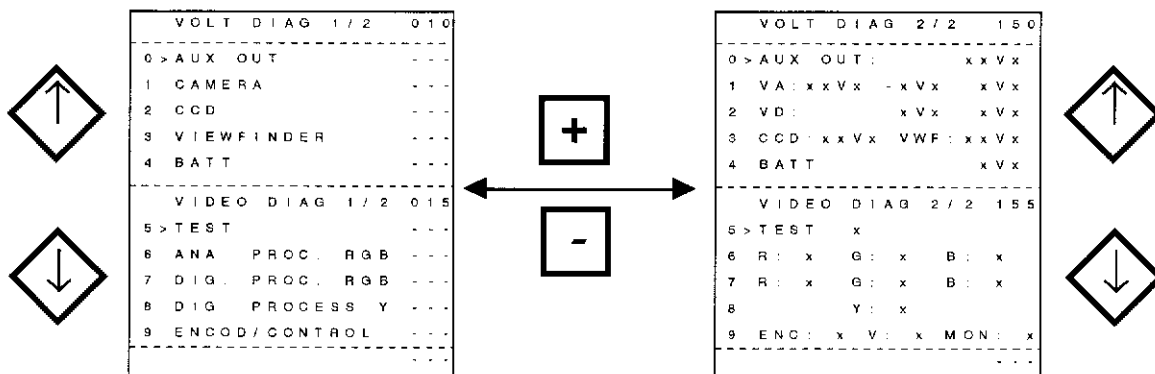 VOLT DIAG 1/2 010
0 > AUX OUT - - -
1 CAMERA - - -
2 CCD - - -
3 VIEWFINDER - - -
4 BATT - - -
VIDEO DIAG 1/2 015
5 > TEST - - -
6 ANA PROC. RGB - - -
7 DIG. PROC. RGB - - -
8 DIG PROCESS Y - - -
9 ENCOD/CONTROL - - -
- - -
+
-
VOLT DIAG 2/2 150
0 > AUX OUT: xxVx
1 VA: xxVx -xVx xVx
2 VD: xVx xVx
3 CCD: xxVx VWF: xxVx
4 BATT xVx
VIDEO DIAG 2/2 155
5 > TEST x
6 R: x G: x B: x
7 R: x G: x B: x
8 Y: x
9 ENC: x V: x MON: x
- - -